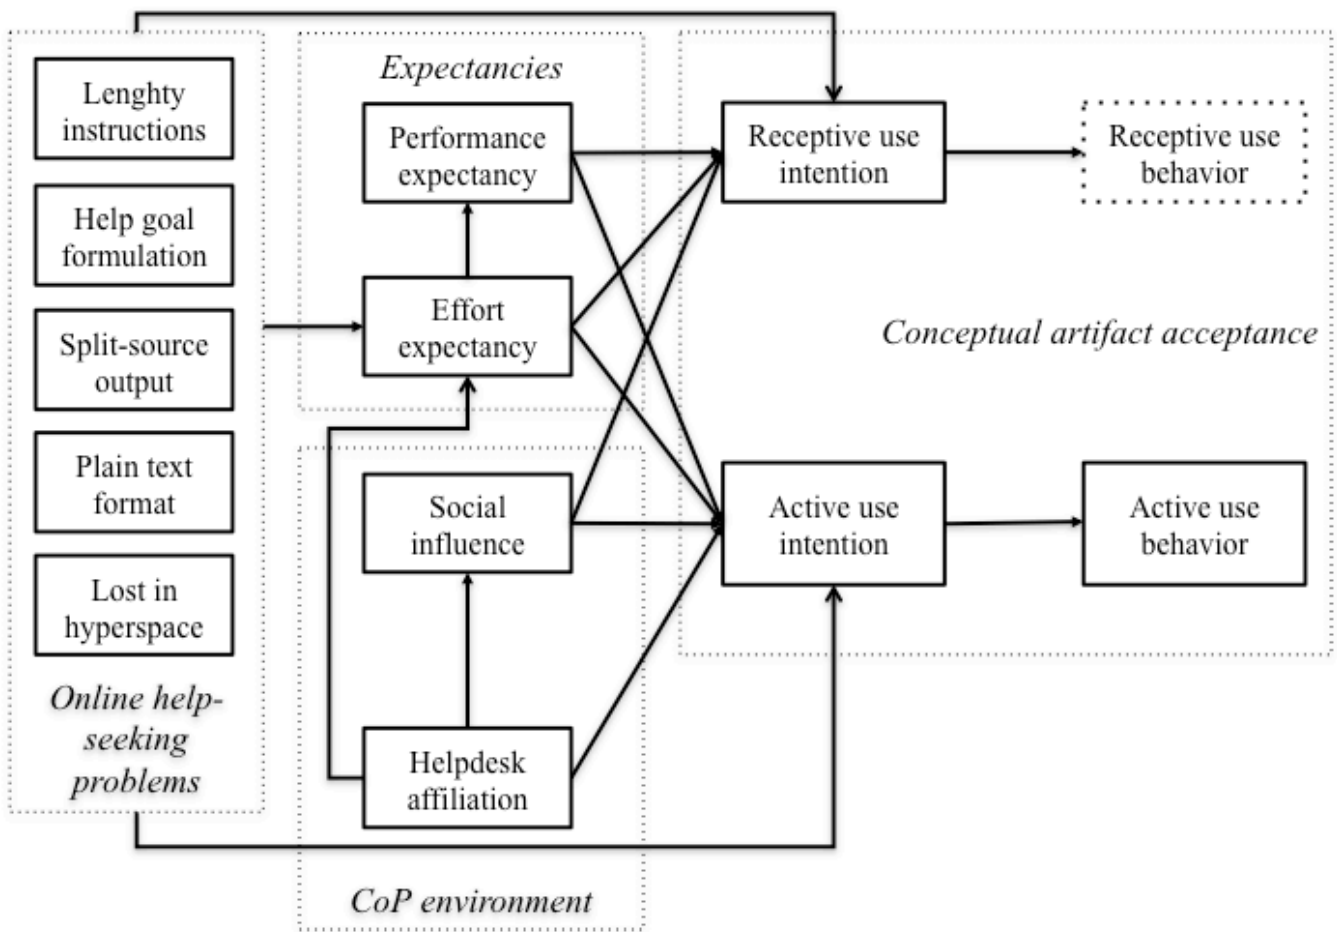 Lenghty
instructions
Help goal
formulation
Split-source
output
Plain text
format
Lost in
hyperspace
Online help-
seeking
problems
Expectancies
Performance
expectancy
Effort
expectancy
Social
influence
Helpdesk
affiliation
CoP environment
Receptive use
intention
Receptive use
behavior
Conceptual artifact acceptance
Active use
intention
Active use
behavior